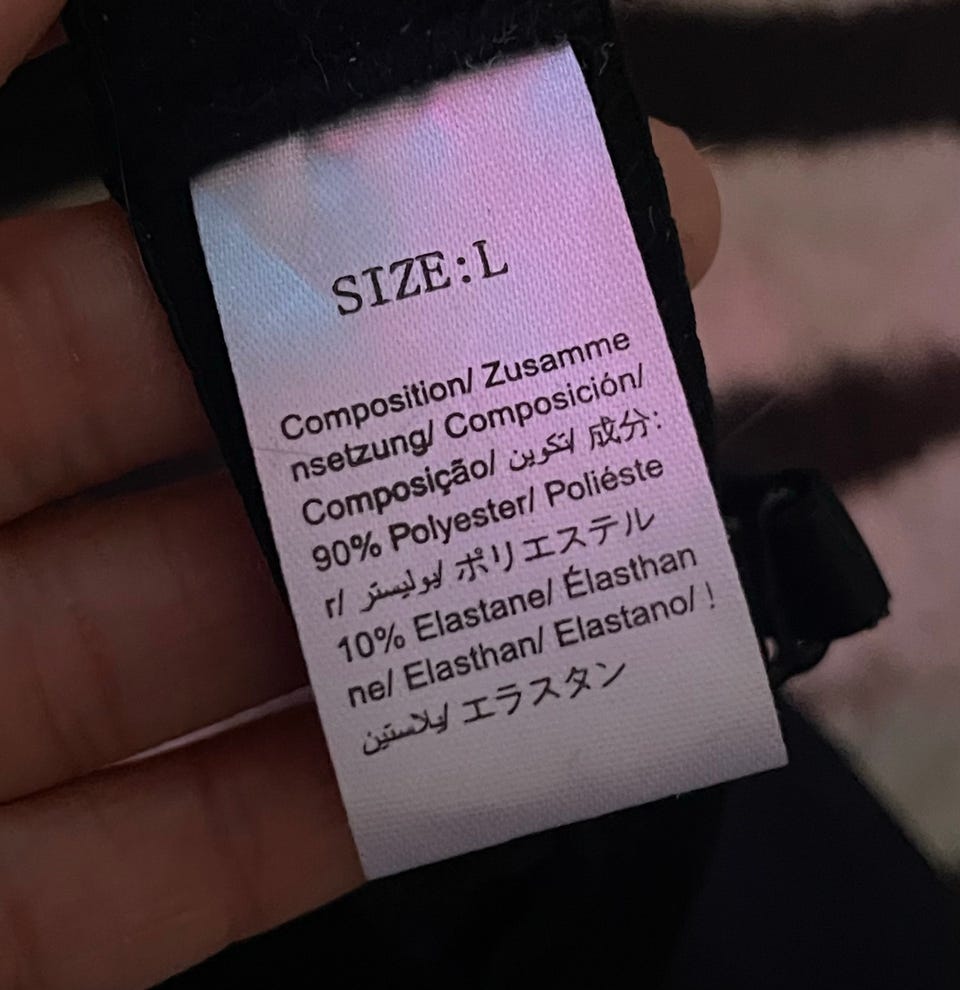 SIZE:L
Composition/ Zusamme
nsetzung/ Composición/
Composição/ تكوين/ 成分:
90% Polyester/ Poliéste
r/ بوليستر/ ポリエステル
10% Elastane/ Élasthan
ne/ Elasthan/ Elastano/ !
يلاستين/ エラスタン